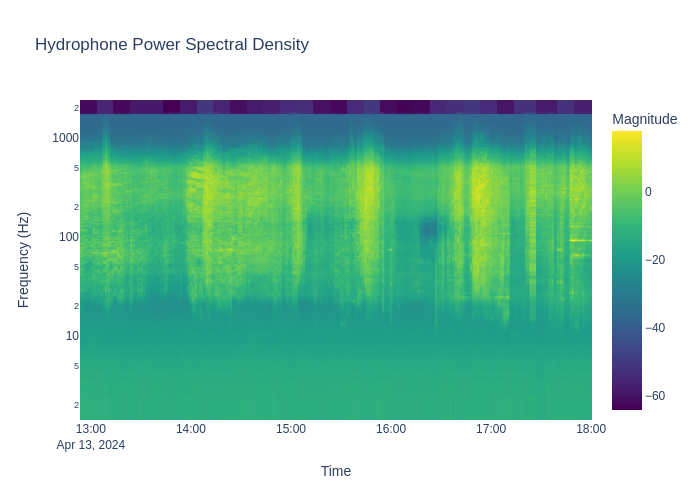 Hydrophone Power Spectral Density
Magnitude
2
1000
5
2
100
5
2
10
5
2
Frequency (Hz)
0
−20
−40
−60
13:00 14:00 15:00 16:00 17:00 18:00
Apr 13, 2024
Time